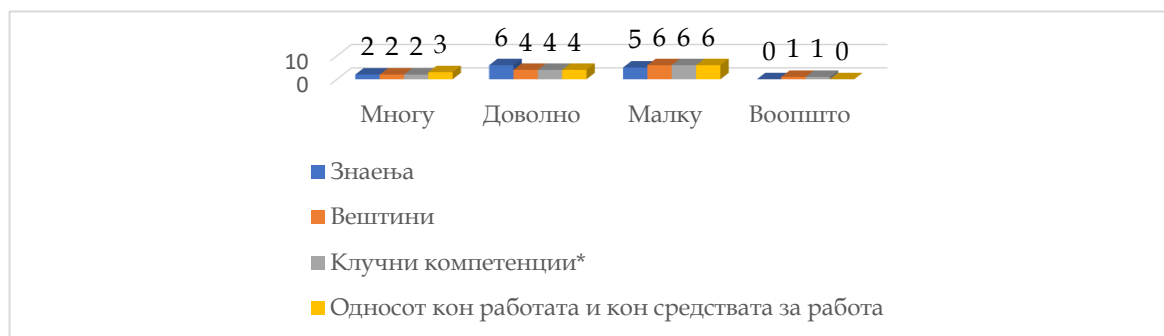 2 2 2 3 6 4 4 4 5 6 6 6 0 1 1 0
10
0
Многу Доволно Малку Воопшто
Знаења
Вештини
Клучни компетенции*
Односот кон работата и кон средствата за работа